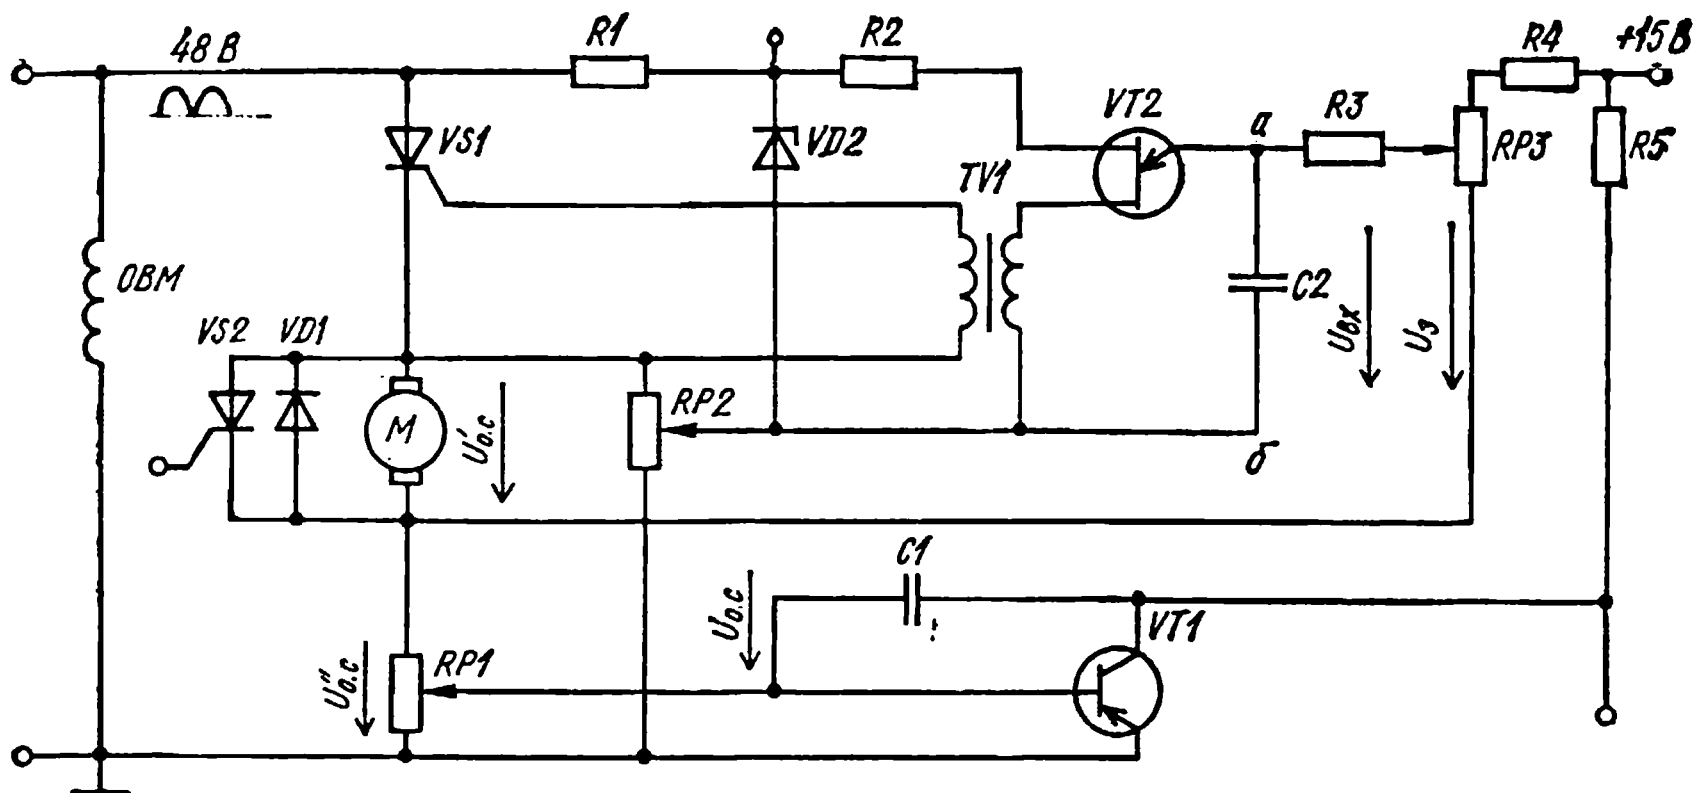 48 В
R1
R2
R4
+15 В
VT2
а
R3
VS1
VD2
RP3
R5
TV1
ОВМ
C2
Uвх
Uз
VS2
VD1
М
U'о.с
RP2
б
C1
Uо.с
VT1
U"о.с
RP1